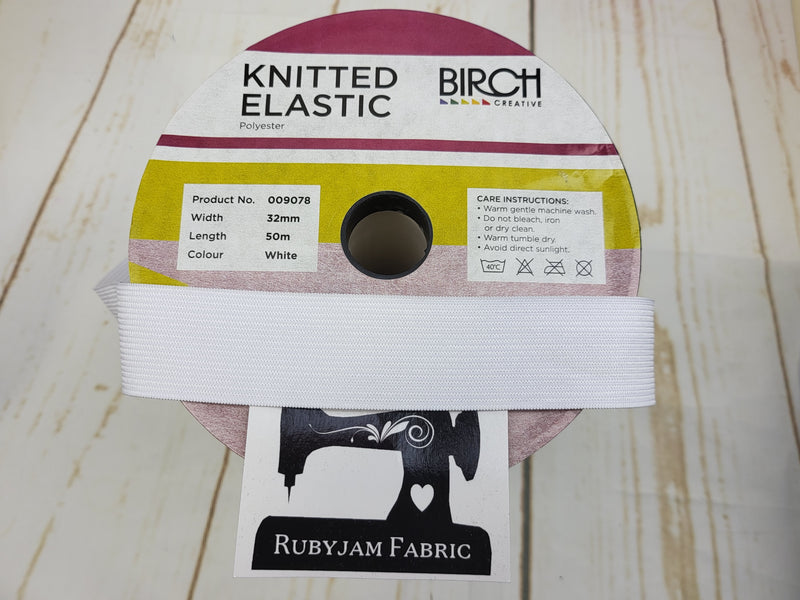 KNITTED
ELASTIC
Polyester
BIRCH
CREATIVE
Product No. 009078
Width 32mm
Length 50m
Colour White
CARE INSTRUCTIONS:
• Warm gentle machine wash.
• Do not bleach, iron
or dry clean.
• Warm tumble dry.
• Avoid direct sunlight.
40°C
RUBYJAM FABRIC